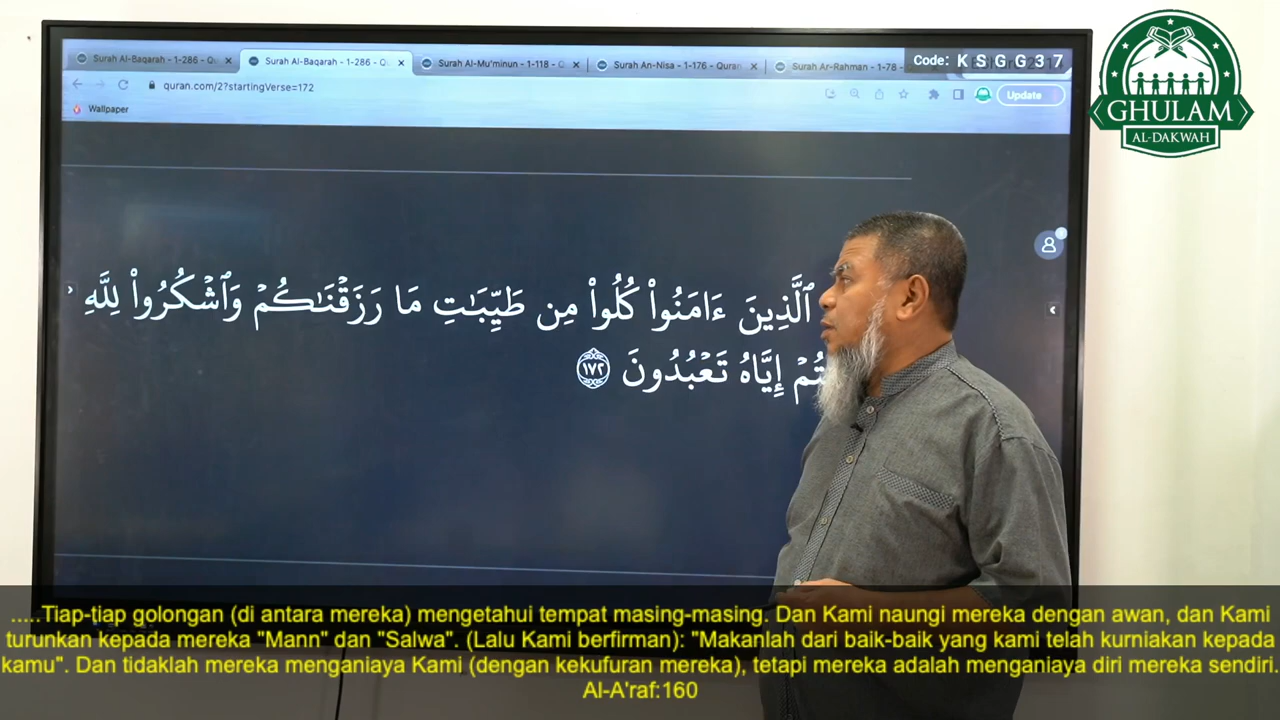 Surah Al-Baqarah - 1-286 - Qu
Surah Al-Baqarah - 1-286 - Qu
Surah Al-Mu'minun - 1-118 - Q
Surah An-Nisa - 1-176 - Quran
Surah Ar-Rahman - 1-78 -
Code: KSGG37
quran.com/2?startingVerse=172
Update
Wallpaper
GHULAM
AL-DAKWAH
ٱلَّذِينَ ءَامَنُوا۟ كُلُوا۟ مِن طَيِّبَـٰتِ مَا رَزَقْنَـٰكُمْ وَٱشْكُرُوا۟ لِلَّهِ
تُمْ إِيَّاهُ تَعْبُدُونَ ١٧٢
.....Tiap-tiap golongan (di antara mereka) mengetahui tempat masing-masing. Dan Kami naungi mereka dengan awan, dan Kami
turunkan kepada mereka "Mann" dan "Salwa". (Lalu Kami berfirman): "Makanlah dari baik-baik yang kami telah kurniakan kepada
kamu". Dan tidaklah mereka menganiaya Kami (dengan kekufuran mereka), tetapi mereka adalah menganiaya diri mereka sendiri.
Al-A'raf:160